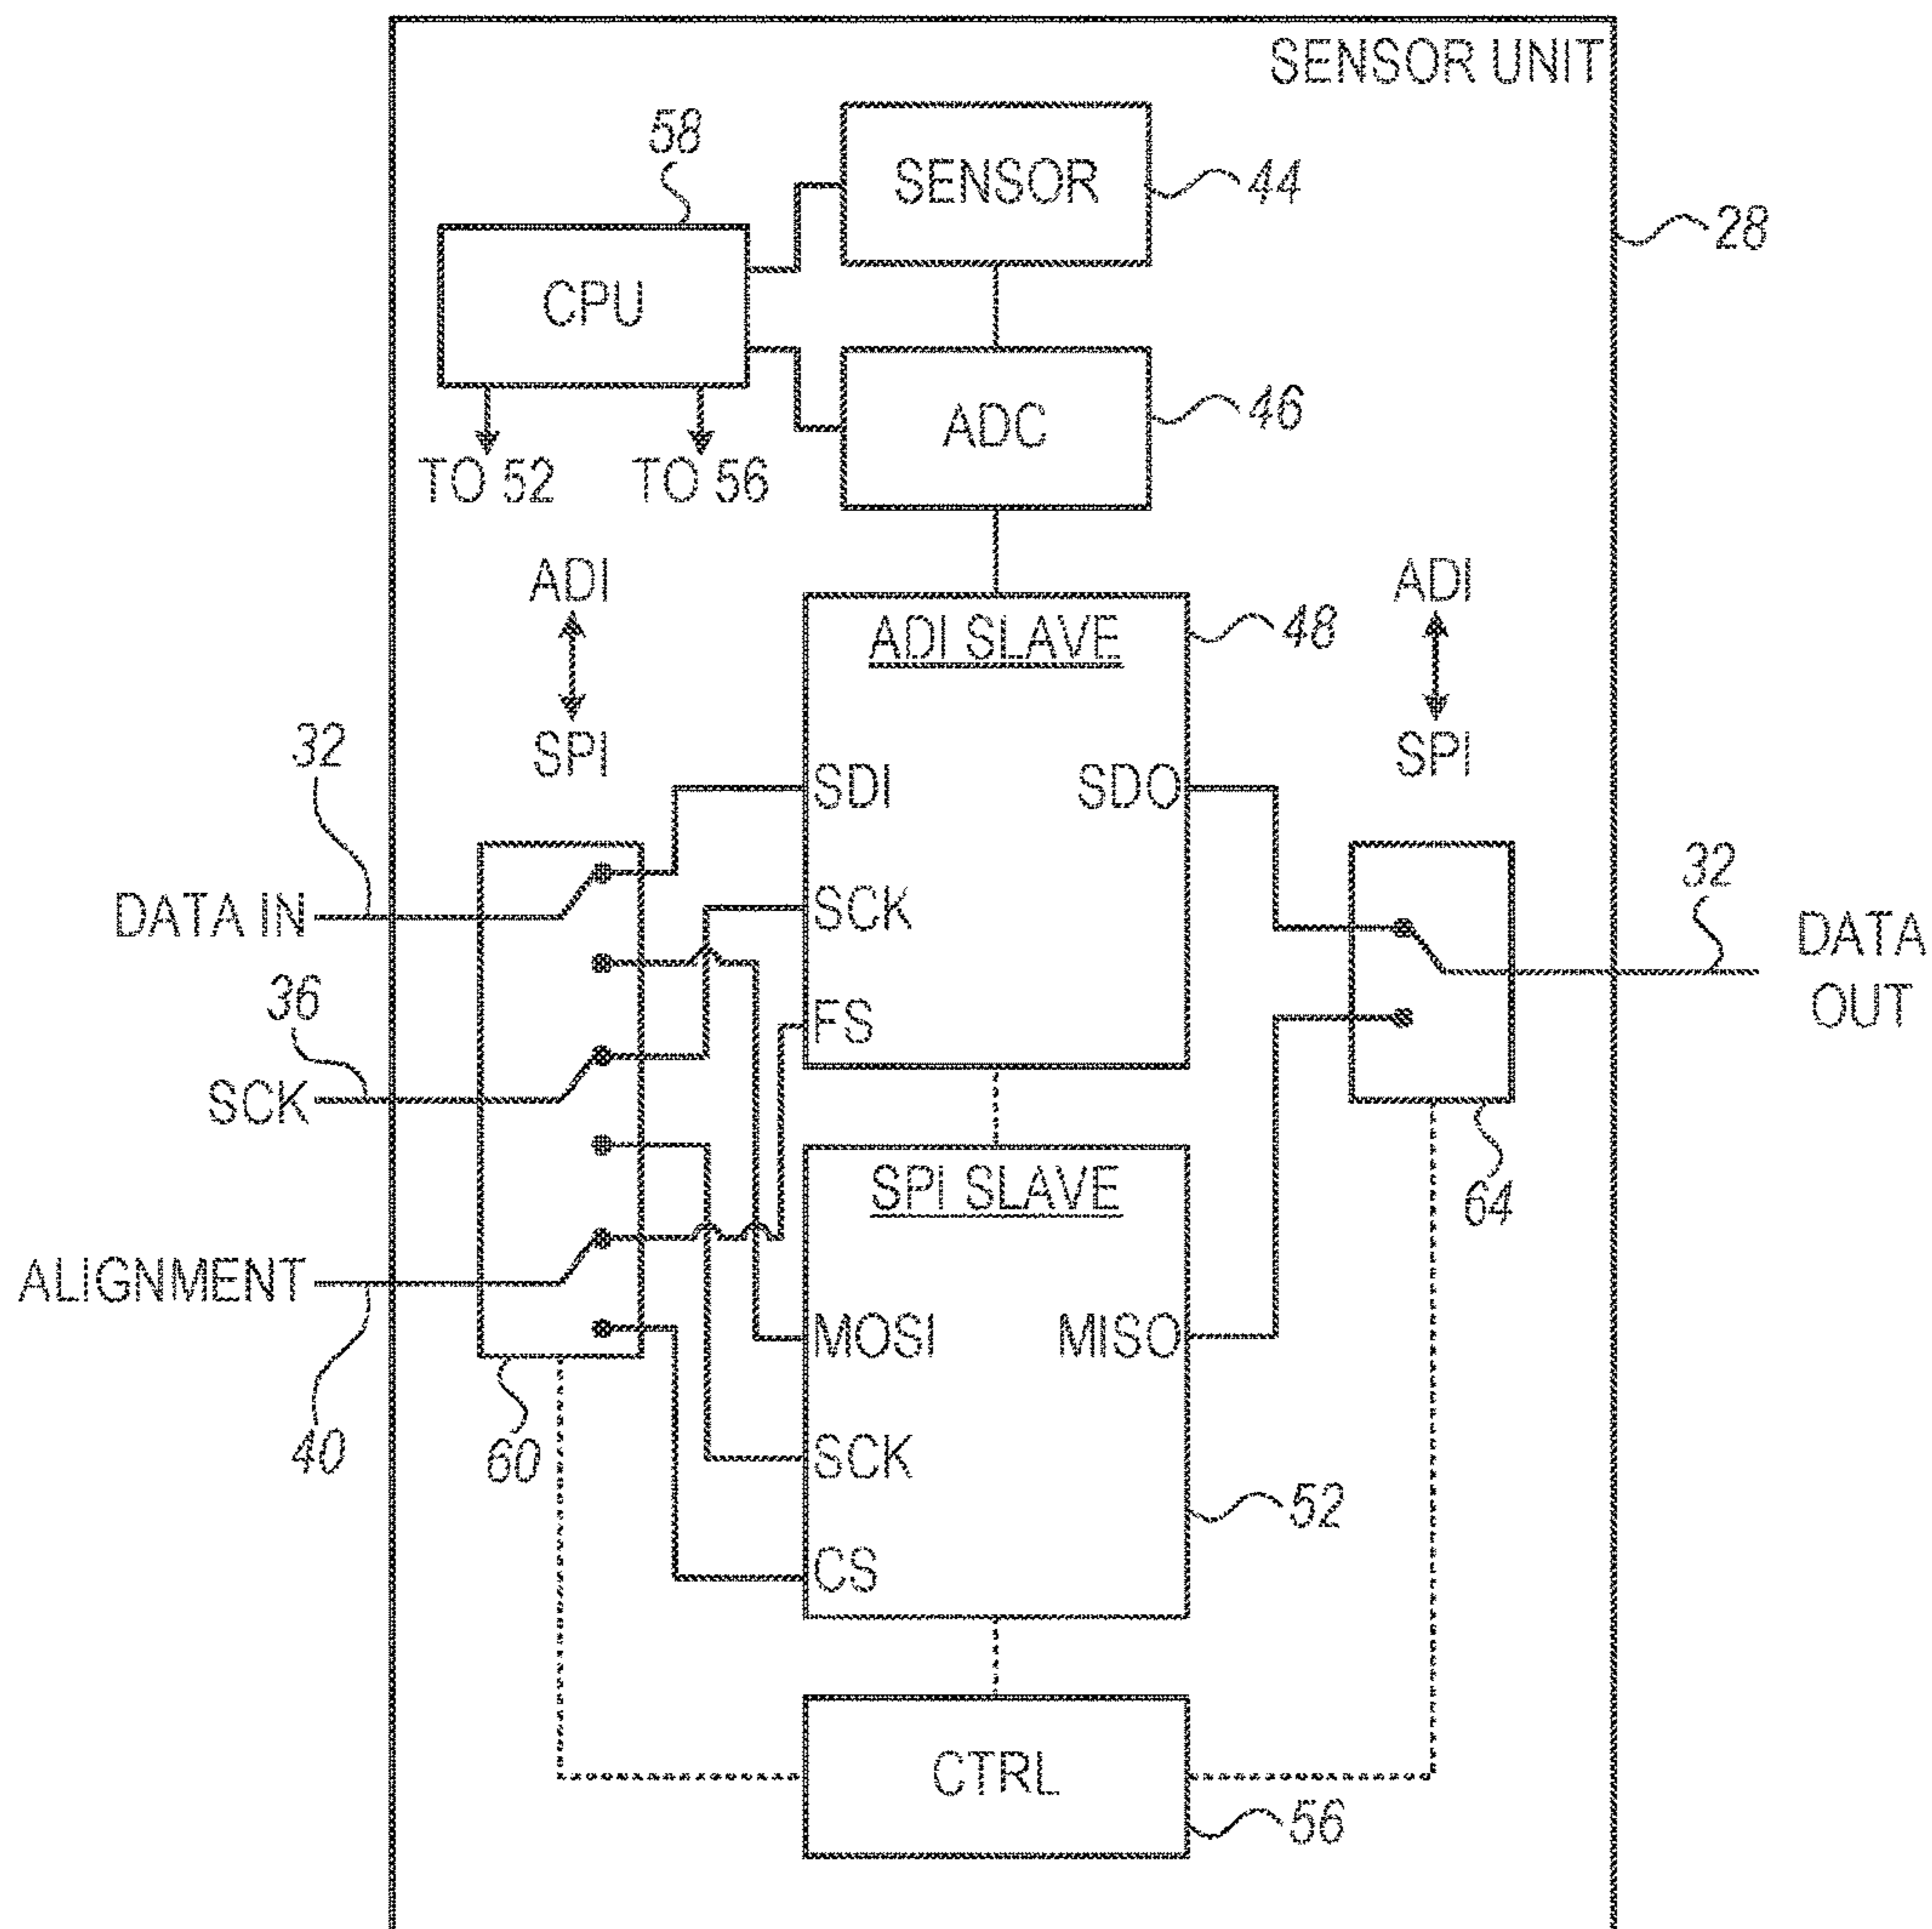 SENSOR UNIT
58
SENSOR
44
28
CPU
ADC
46
TO 52
TO 56
ADI
ADI
ADI SLAVE
48
32
SPI
SPI
SDI
SDO
32
DATA IN
SCK
DATA
OUT
36
FS
SCK
SPI SLAVE
64
ALIGNMENT
MOSI
MISO
40
60
SCK
52
CS
CTRL
56